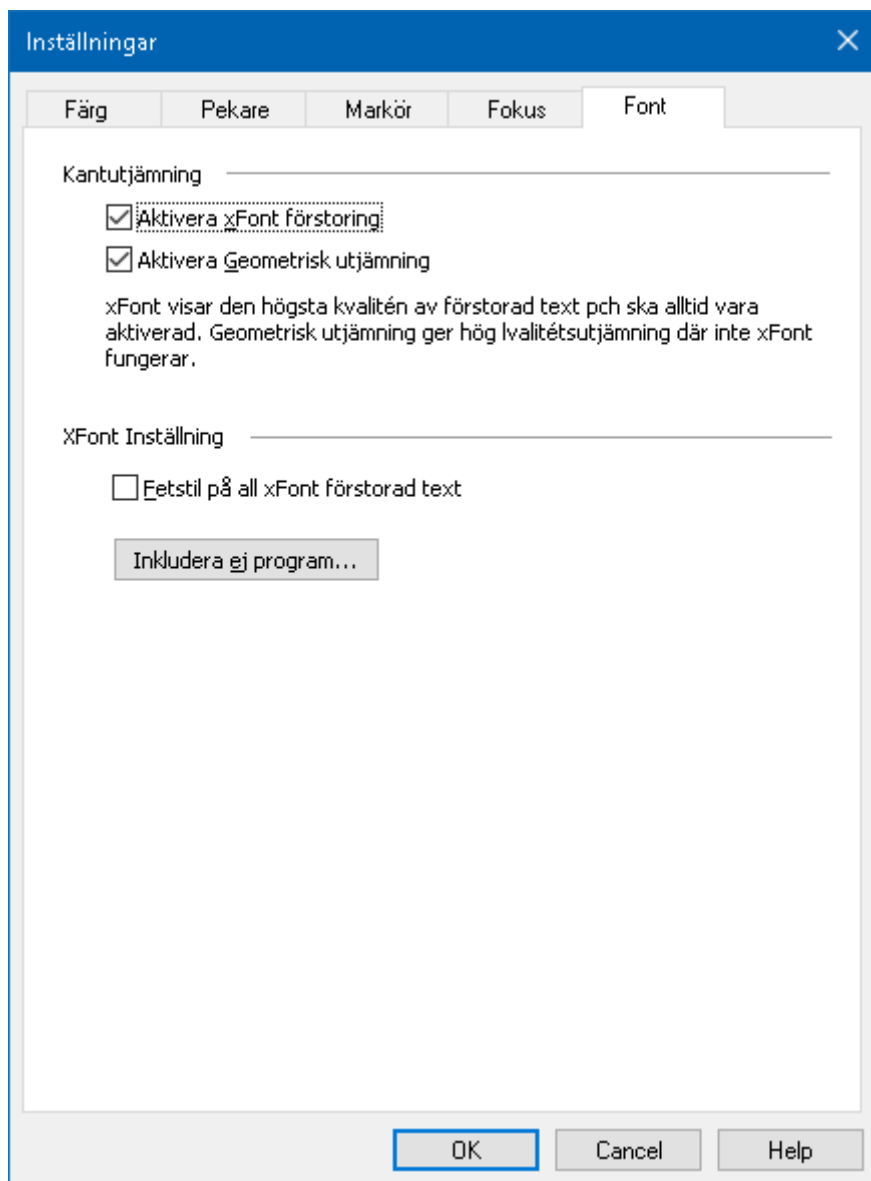 Inställningar
Färg Pekare Markör Fokus Font
Kantutjämning
Aktivera xFont förstoring
Aktivera Geometrisk utjämning
xFont visar den högsta kvalitén av förstorad text pch ska alltid vara
aktiverad. Geometrisk utjämning ger hög lvalitétsutjämning där inte xFont
fungerar.
XFont Inställning
Fetstil på all xFont förstorad text
Inkludera ej program...
OK Cancel Help